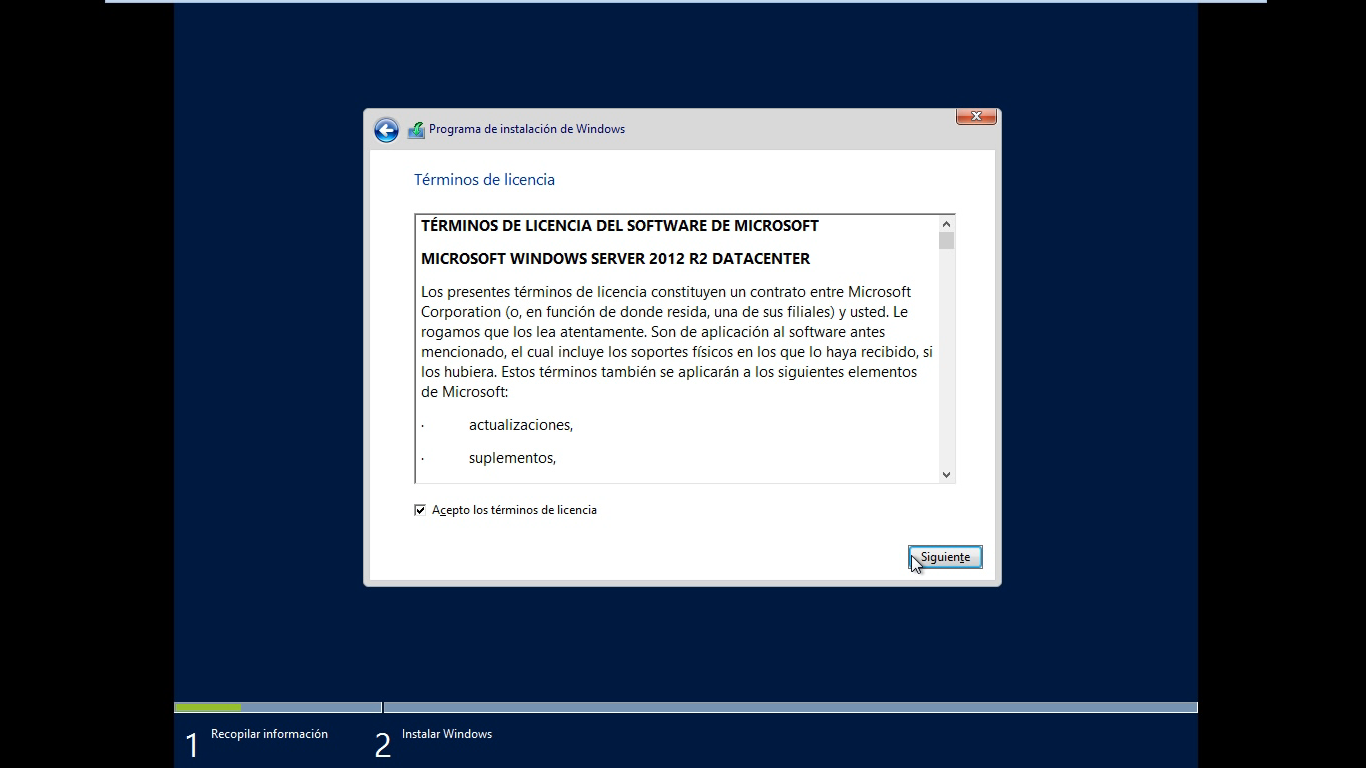 Programa de instalación de Windows
Términos de licencia
TÉRMINOS DE LICENCIA DEL SOFTWARE DE MICROSOFT
MICROSOFT WINDOWS SERVER 2012 R2 DATACENTER
Los presentes términos de licencia constituyen un contrato entre Microsoft
Corporation (o, en función de donde resida, una de sus filiales) y usted. Le
rogamos que los lea atentamente. Son de aplicación al software antes
mencionado, el cual incluye los soportes físicos en los que lo haya recibido, si
los hubiera. Estos términos también se aplicarán a los siguientes elementos
de Microsoft:
· actualizaciones,
· suplementos,
Acepto los términos de licencia
Siguiente
1 Recopilar información
2 Instalar Windows